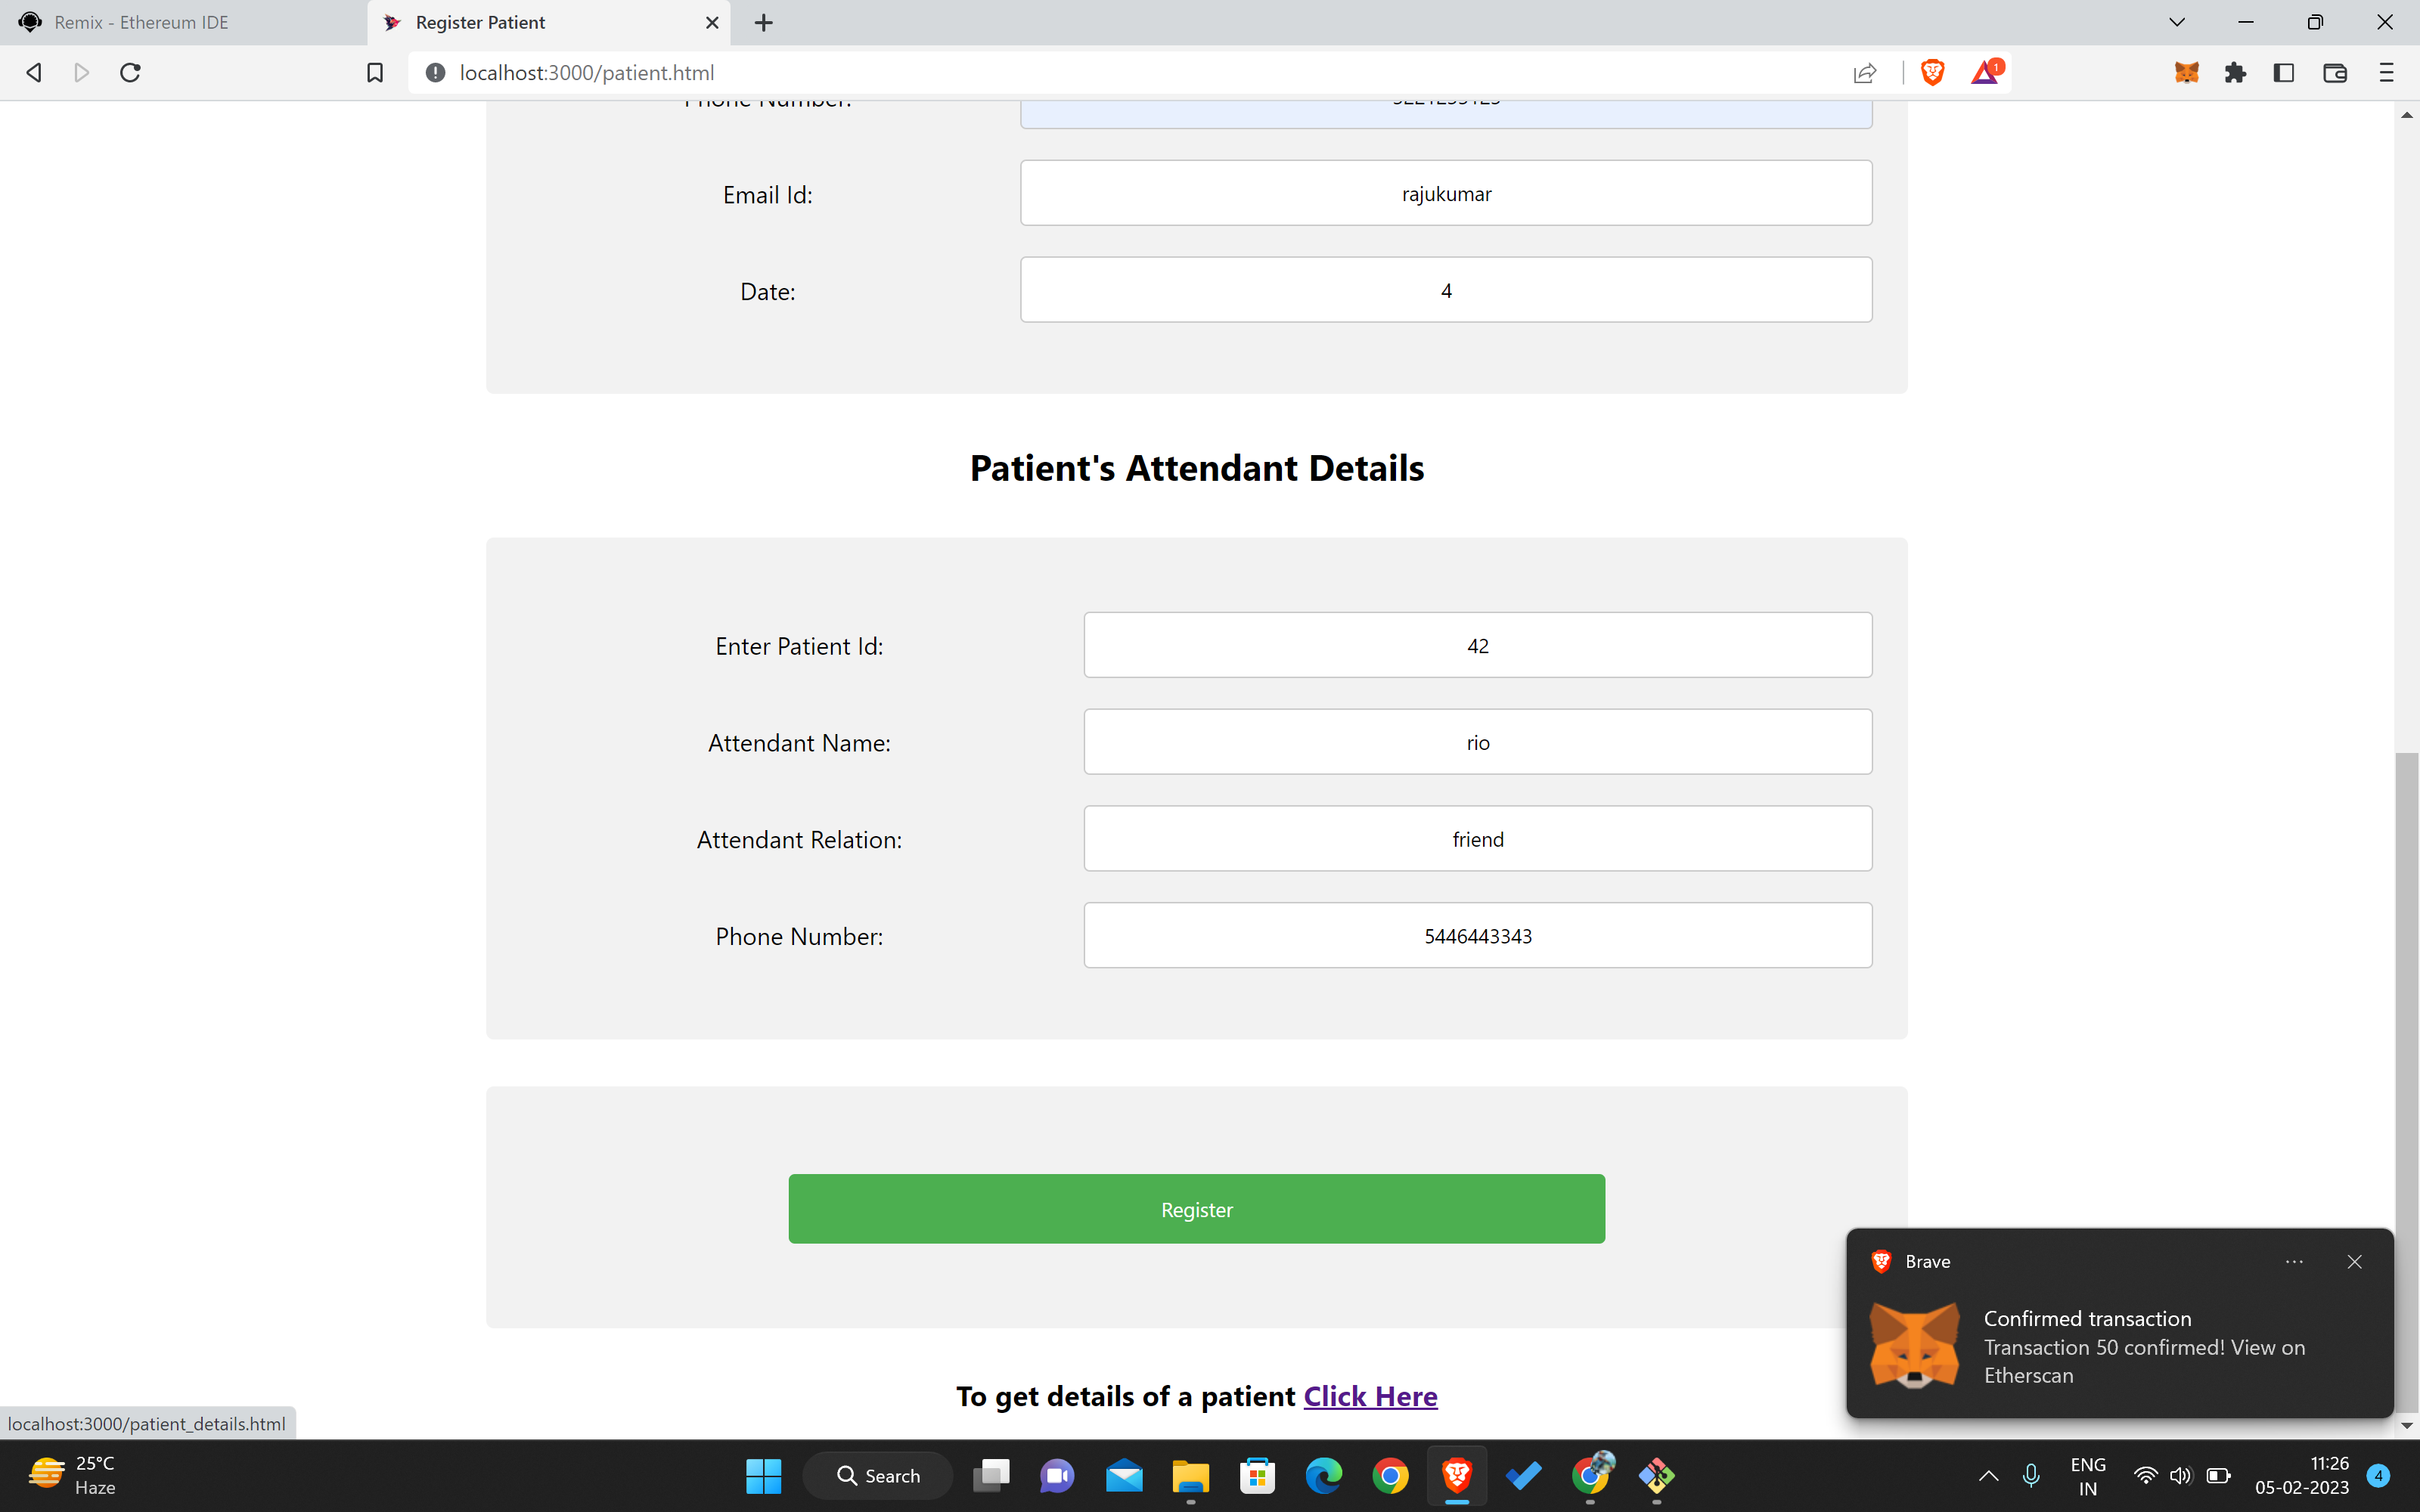 Remix - Ethereum IDE
Register Patient
localhost:3000/patient.html
1
Phone Number:
Email Id:
rajukumar
Date:
4
Patient's Attendant Details
Enter Patient Id:
42
Attendant Name:
rio
Attendant Relation:
friend
Phone Number:
5446443343
Register
To get details of a patient Click Here
Brave
Confirmed transaction
Transaction 50 confirmed! View on
Etherscan
localhost:3000/patient_details.html
25°C
Haze
Search
ENG
IN
11:26
05-02-2023
4